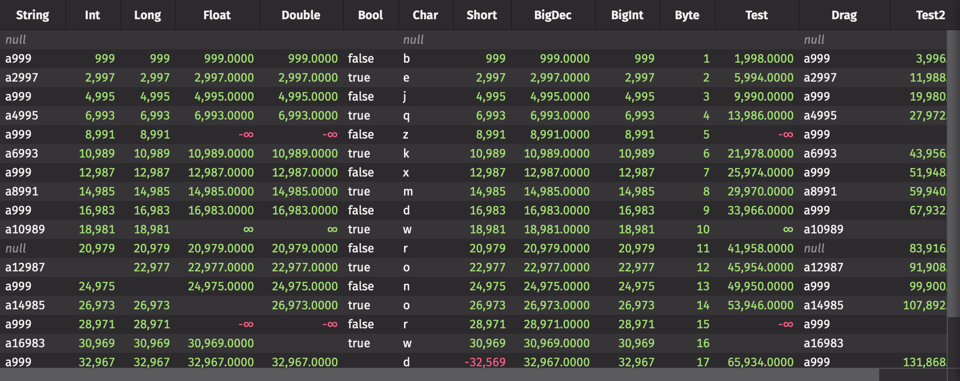 String Int Long Float Double Bool Char Short BigDec BigInt Byte Test Drag Test2
null null null
a999 999 999 999.0000 999.0000 false b 999 999.0000 999 1 1,998.0000 a999 3,996.
a2997 2,997 2,997 2,997.0000 2,997.0000 true e 2,997 2,997.0000 2,997 2 5,994.0000 a2997 11,988.
a999 4,995 4,995 4,995.0000 4,995.0000 false j 4,995 4,995.0000 4,995 3 9,990.0000 a999 19,980.
a4995 6,993 6,993 6,993.0000 6,993.0000 true q 6,993 6,993.0000 6,993 4 13,986.0000 a4995 27,972.
a999 8,991 8,991 -∞ -∞ false z 8,991 8,991.0000 8,991 5 -∞ a999
a6993 10,989 10,989 10,989.0000 10,989.0000 true k 10,989 10,989.0000 10,989 6 21,978.0000 a6993 43,956.
a999 12,987 12,987 12,987.0000 12,987.0000 false x 12,987 12,987.0000 12,987 7 25,974.0000 a999 51,948.
a8991 14,985 14,985 14,985.0000 14,985.0000 true m 14,985 14,985.0000 14,985 8 29,970.0000 a8991 59,940.
a999 16,983 16,983 16,983.0000 16,983.0000 false d 16,983 16,983.0000 16,983 9 33,966.0000 a999 67,932.
a10989 18,981 18,981 ∞ ∞ true w 18,981 18,981.0000 18,981 10 ∞ a10989
null 20,979 20,979 20,979.0000 20,979.0000 false r 20,979 20,979.0000 20,979 11 41,958.0000 null 83,916.
a12987 22,977 22,977.0000 22,977.0000 true o 22,977 22,977.0000 22,977 12 45,954.0000 a12987 91,908.
a999 24,975 24,975.0000 24,975.0000 false n 24,975 24,975.0000 24,975 13 49,950.0000 a999 99,900.
a14985 26,973 26,973 26,973.0000 true o 26,973 26,973.0000 26,973 14 53,946.0000 a14985 107,892.
a999 28,971 28,971 -∞ -∞ false r 28,971 28,971.0000 28,971 15 -∞ a999
a16983 30,969 30,969 30,969.0000 true w 30,969 30,969.0000 30,969 16 a16983
a999 32,967 32,967 32,967.0000 32,967.0000 d -32,569 32,967.0000 32,967 17 65,934.0000 a999 131,868.